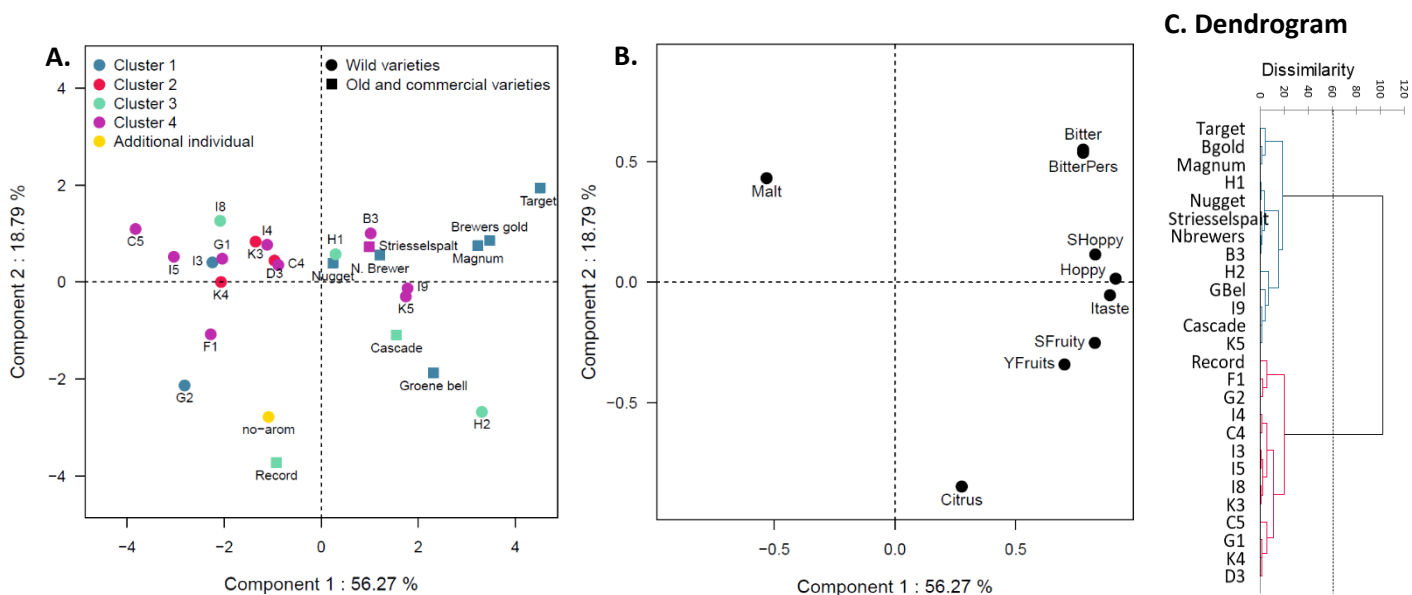 C. Dendrogram
A.
Cluster 1
Cluster 2
Cluster 3
Cluster 4
Additional individual
Wild varieties
Old and commercial varieties
Component 2 : 18.79 %
4
2
0
−2
−4
−4
−2
0
2
4
Component 1 : 56.27 %
Target
Brewers gold
Magnum
B3
Striesselspalt
H1
N. Brewer
Nugget
I8
I4
C5
G1
K3
I5
I3
D3
C4
K4
I9
K5
F1
Cascade
Groene bell
G2
H2
no−arom
Record
B.
Component 2 : 18.79 %
0.5
0.0
−0.5
−0.5
0.0
0.5
Component 1 : 56.27 %
Bitter
BitterPers
Malt
SHoppy
Hoppy
Itaste
SFruity
YFruits
Citrus
Dissimilarity
0
20
40
60
80
100
120
Target
Bgold
Magnum
H1
Nugget
Striesselspalt
Nbrewers
B3
H2
GBel
I9
Cascade
K5
Record
F1
G2
I4
C4
I3
I5
I8
K3
C5
G1
K4
D3